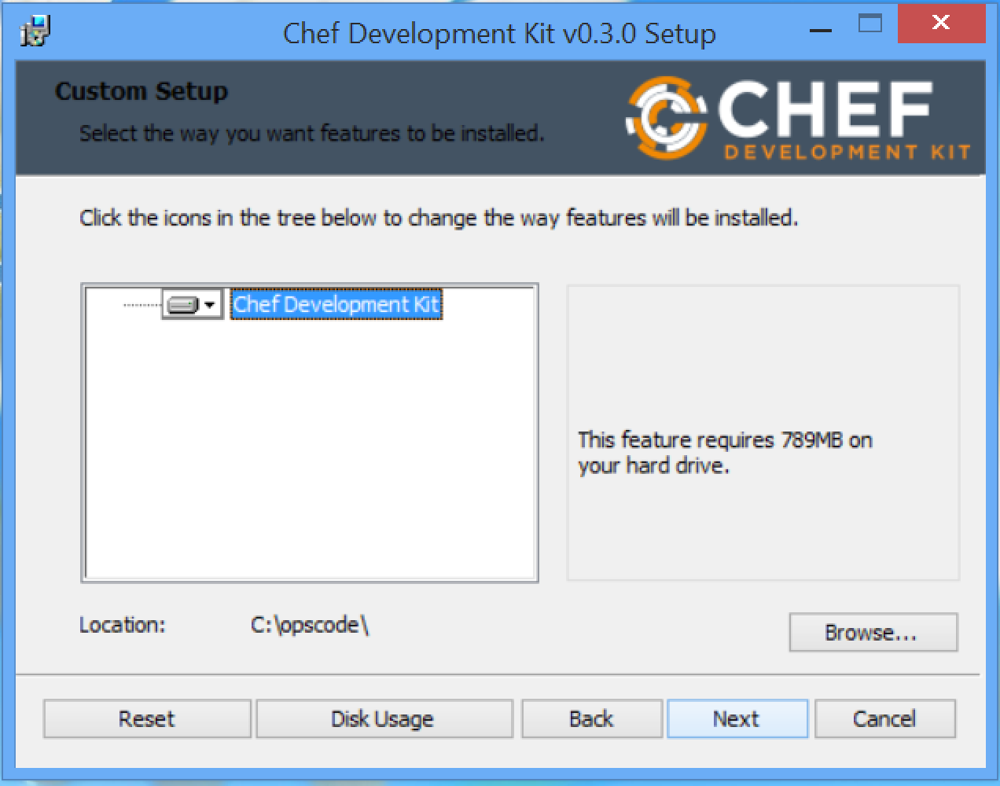 Chef Development Kit v0.3.0 Setup
Custom Setup
Select the way you want features to be installed.
CHEF
DEVELOPMENT KIT
Click the icons in the tree below to change the way features will be installed.
Chef Development Kit
This feature requires 789MB on
your hard drive.
Location: C:\opscode\
Browse...
Reset Disk Usage Back Next Cancel